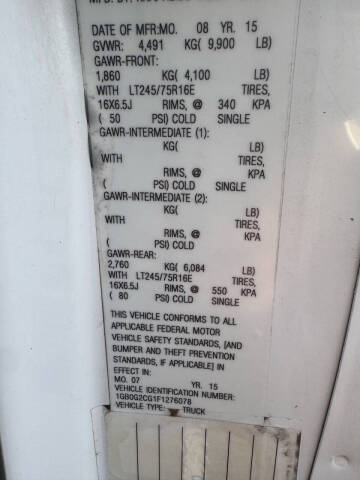 DATE OF MFR:MO. 08 YR. 15
GVWR: 4,491 KG( 9,900 LB)
GAWR-FRONT:
1,860 KG( 4,100 LB)
WITH LT245/75R16E TIRES,
16X6.5J RIMS, @ 340 KPA
( 50 PSI) COLD SINGLE
GAWR-INTERMEDIATE (1):
KG( LB)
WITH TIRES,
RIMS, @ KPA
( PSI) COLD SINGLE
GAWR-INTERMEDIATE (2):
KG( LB)
WITH TIRES,
RIMS, @ KPA
( PSI) COLD SINGLE
GAWR-REAR:
2,760 KG( 6,084 LB)
WITH LT245/75R16E TIRES,
16X6.5J RIMS, @ 550 KPA
( 80 PSI) COLD SINGLE
THIS VEHICLE CONFORMS TO ALL
APPLICABLE FEDERAL MOTOR
VEHICLE SAFETY STANDARDS, [AND
BUMPER AND THEFT PREVENTION
STANDARDS, IF APPLICABLE] IN
EFFECT IN:
MO. 07 YR. 15
VEHICLE IDENTIFICATION NUMBER:
1GB0G2CG1F1276078
VEHICLE TYPE: TRUCK